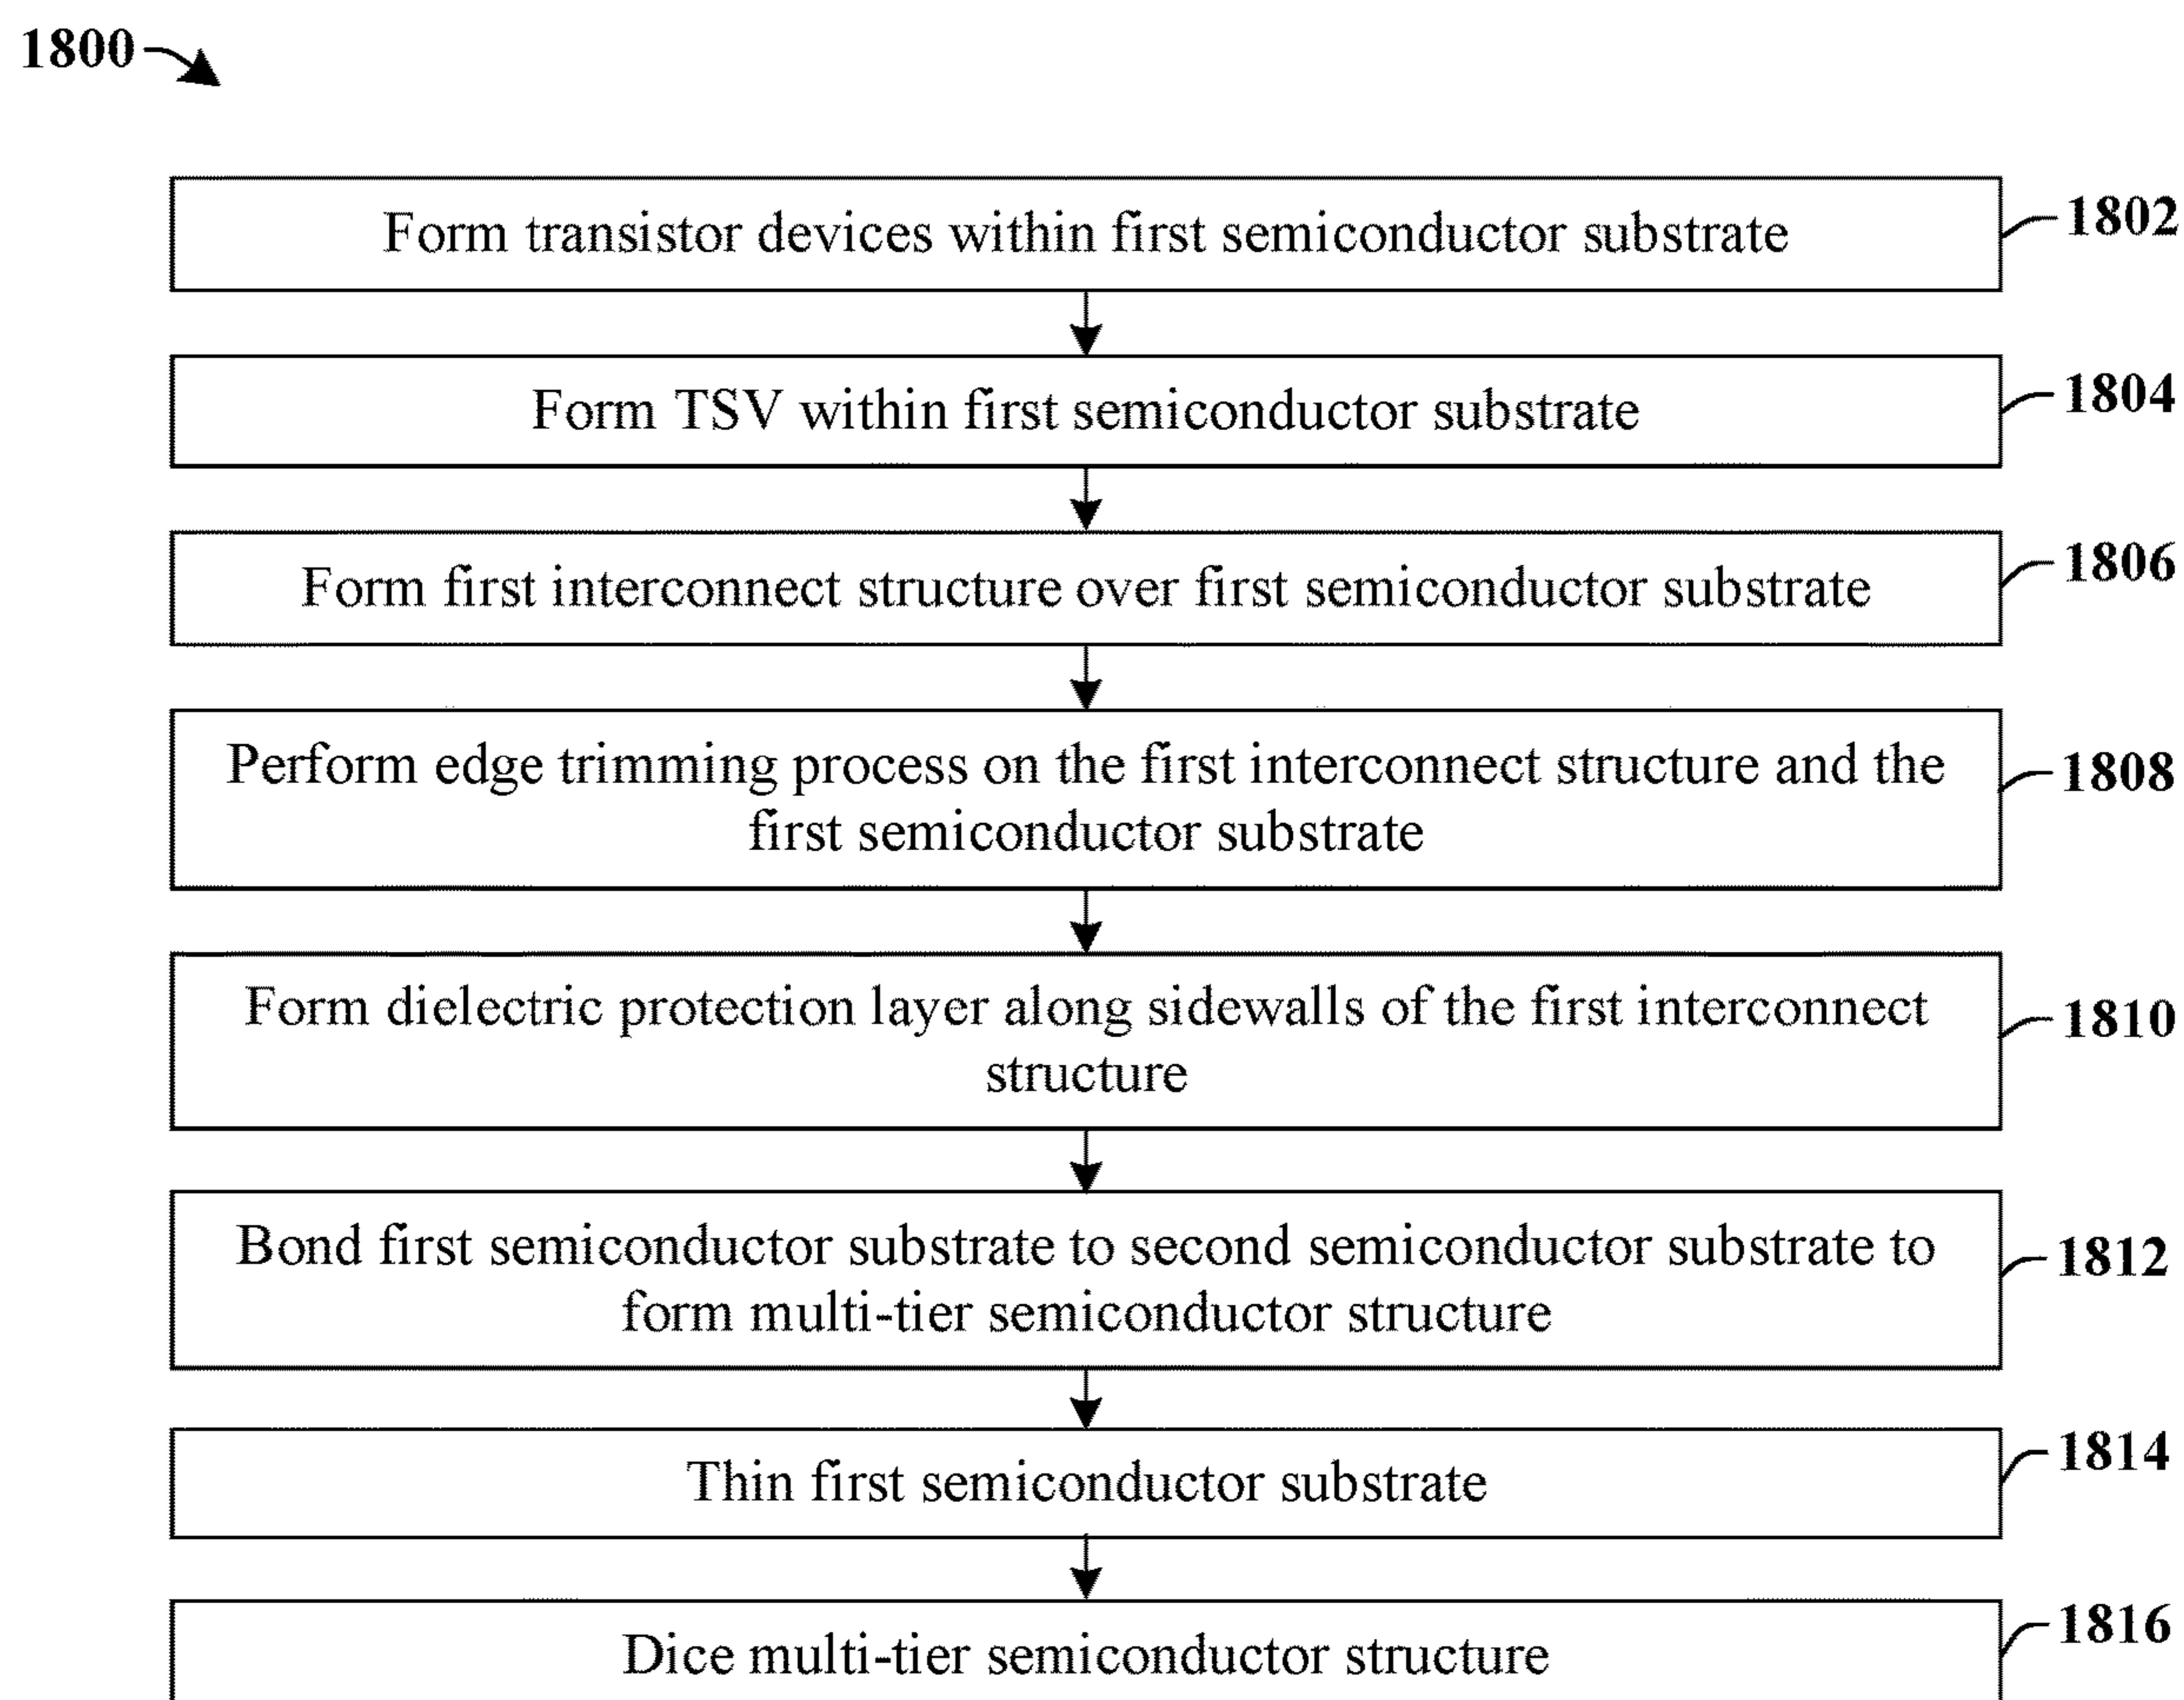 1800
Form transistor devices within first semiconductor substrate
1802
Form TSV within first semiconductor substrate
1804
Form first interconnect structure over first semiconductor substrate
1806
Perform edge trimming process on the first interconnect structure and the
first semiconductor substrate
1808
Form dielectric protection layer along sidewalls of the first interconnect
structure
1810
Bond first semiconductor substrate to second semiconductor substrate to
form multi-tier semiconductor structure
1812
Thin first semiconductor substrate
1814
Dice multi-tier semiconductor structure
1816